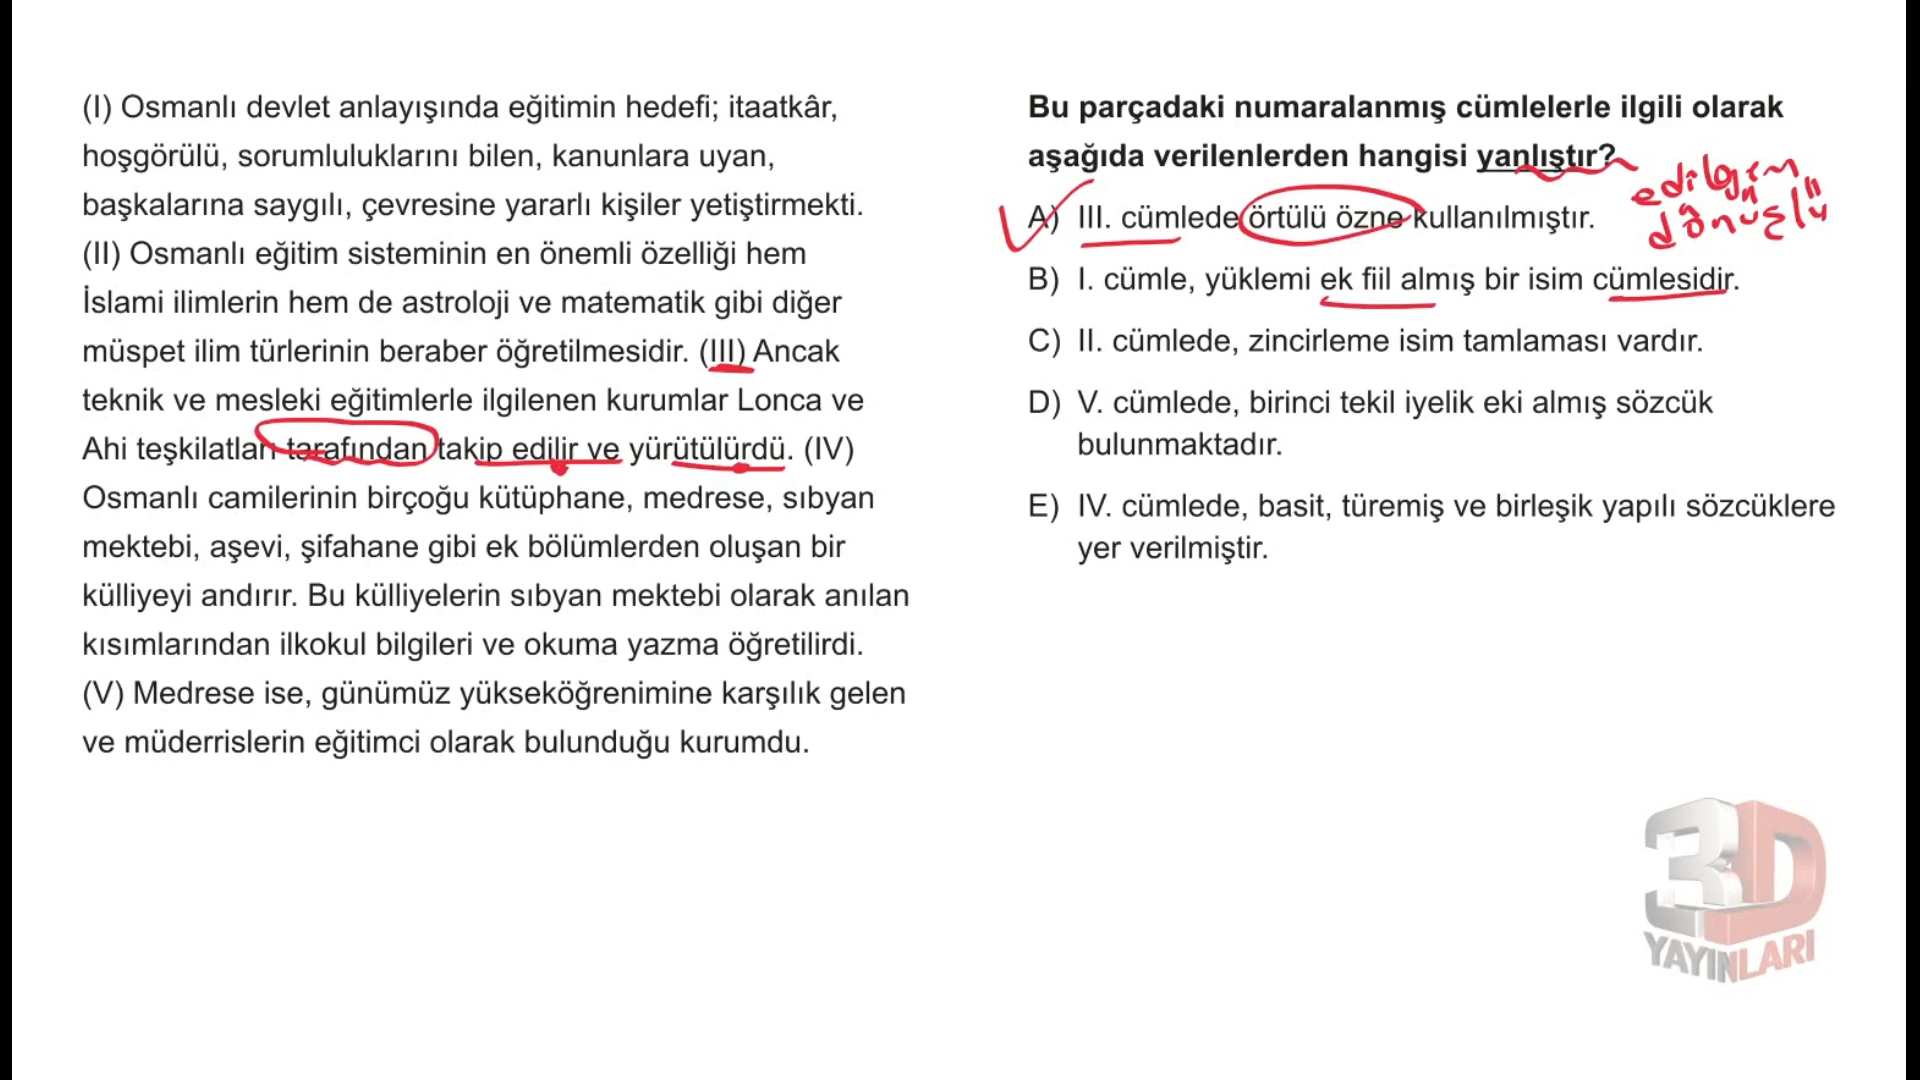 (I) Osmanlı devlet anlayışında eğitimin hedefi; itaatkâr,
hoşgörülü, sorumluluklarını bilen, kanunlara uyan,
başkalarına saygılı, çevresine yararlı kişiler yetiştirmekti.
(II) Osmanlı eğitim sisteminin en önemli özelliği hem
İslami ilimlerin hem de astroloji ve matematik gibi diğer
müspet ilim türlerinin beraber öğretilmesidir. (III) Ancak
teknik ve mesleki eğitimlerle ilgilenen kurumlar Lonca ve
Ahi teşkilatları tarafından takip edilir ve yürütülürdü. (IV)
Osmanlı camilerinin birçoğu kütüphane, medrese, sıbyan
mektebi, aşevi, şifahane gibi ek bölümlerden oluşan bir
külliyeyi andırır. Bu külliyelerin sıbyan mektebi olarak anılan
kısımlarından ilkokul bilgileri ve okuma yazma öğretilirdi.
(V) Medrese ise, günümüz yükseköğrenimine karşılık gelen
ve müderrislerin eğitimci olarak bulunduğu kurumdu.
Bu parçadaki numaralanmış cümlelerle ilgili olarak
aşağıda verilenlerden hangisi yanlıştır?
edilgen
dönüşlü
A) III. cümlede örtülü özne kullanılmıştır.
B) I. cümle, yüklemi ek fiil almış bir isim cümlesidir.
C) II. cümlede, zincirleme isim tamlaması vardır.
D) V. cümlede, birinci tekil iyelik eki almış sözcük
bulunmaktadır.
E) IV. cümlede, basit, türemiş ve birleşik yapılı sözcüklere
yer verilmiştir.
3D
YAYINLARI